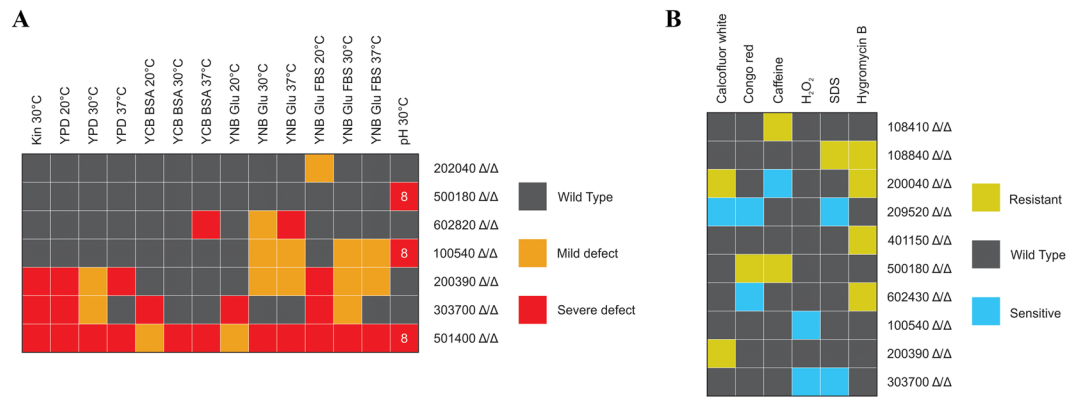 A
Kin 30°C
YPD 20°C
YPD 30°C
YPD 37°C
YCB BSA 20°C
YCB BSA 30°C
YCB BSA 37°C
YNB Glu 20°C
YNB Glu 30°C
YNB Glu 37°C
YNB Glu FBS 20°C
YNB Glu FBS 30°C
YNB Glu FBS 37°C
pH 30°C
202040 Δ/Δ
8 500180 Δ/Δ
602820 Δ/Δ
8 100540 Δ/Δ
200390 Δ/Δ
303700 Δ/Δ
8 501400 Δ/Δ
Wild Type
Mild defect
Severe defect
B
Calcofluor white
Congo red
Caffeine
H₂O₂
SDS
Hygromycin B
108410 Δ/Δ
108840 Δ/Δ
200040 Δ/Δ
209520 Δ/Δ
401150 Δ/Δ
500180 Δ/Δ
602430 Δ/Δ
100540 Δ/Δ
200390 Δ/Δ
303700 Δ/Δ
Resistant
Wild Type
Sensitive